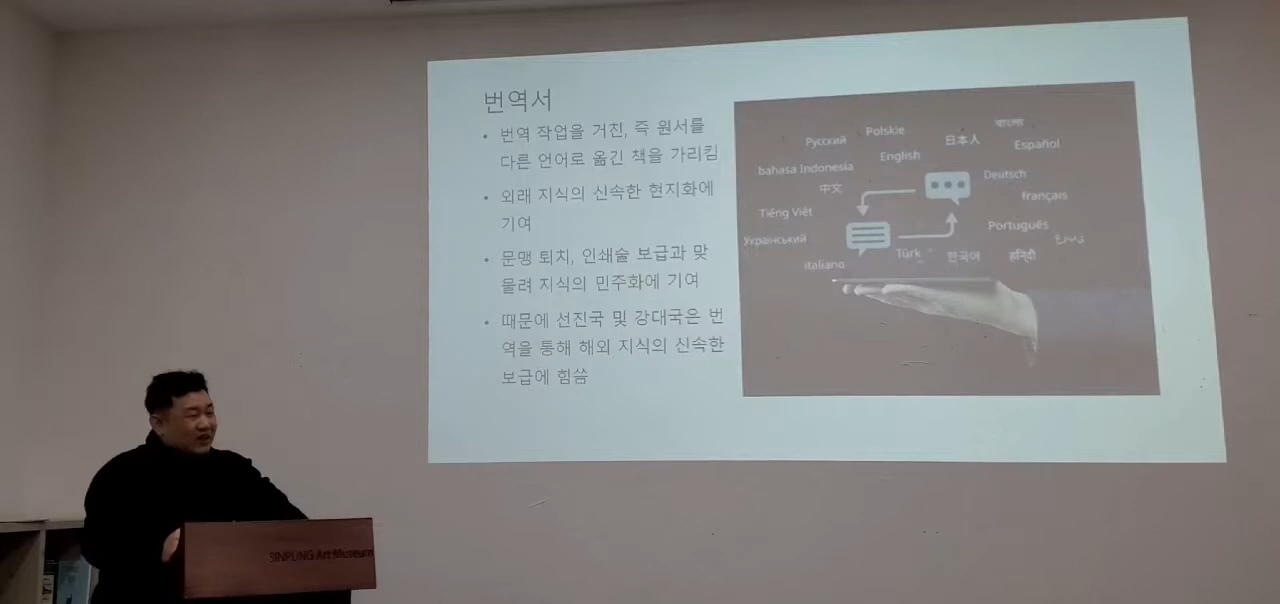 번역서
• 번역 작업을 거친, 즉 원서를
다른 언어로 옮긴 책을 가리킴
• 외래 지식의 신속한 현지화에
기여
• 문맹 퇴치, 인쇄술 보급과 맞
물려 지식의 민주화에 기여
• 때문에 선진국 및 강대국은 번
역을 통해 해외 지식의 신속한
보급에 힘씀
Русский
Polskie
日本人
বাংলা
Español
bahasa Indonesia
English
中文
Deutsch
français
Tiếng Việt
Português
Український
italiano
Türk
한국어
हिन्दी
SINPUNG Art Museum